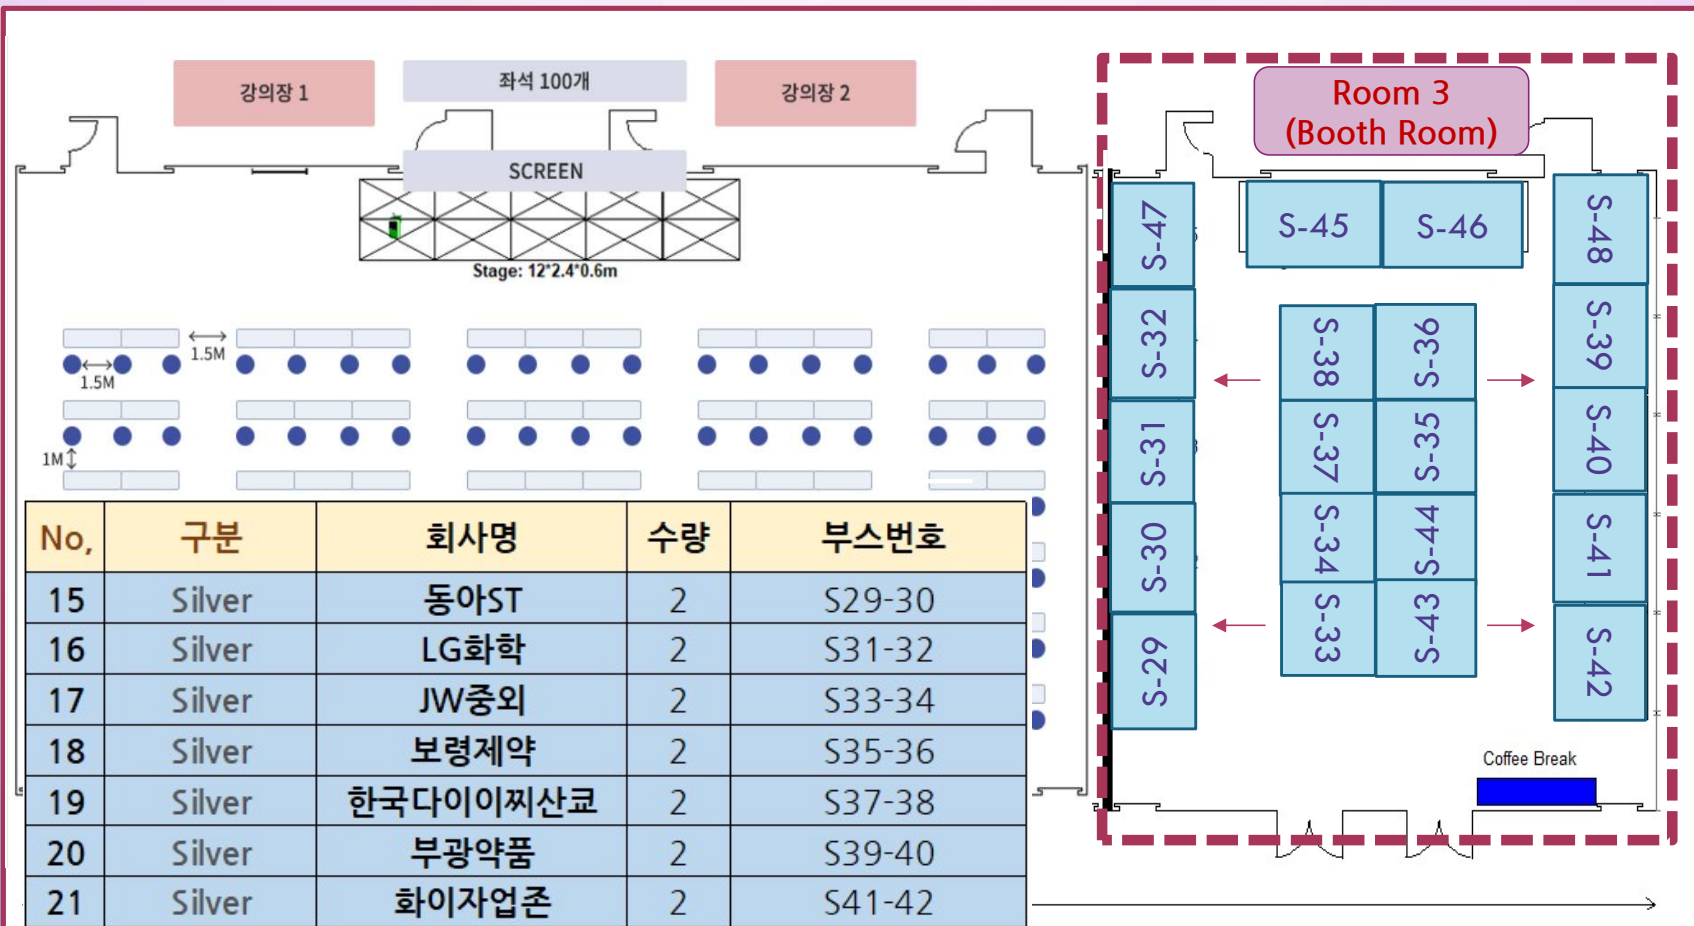 강의장 1
좌석 100개
강의장 2
SCREEN
Stage: 12*2.4*0.6m
1.5M
1.5M
1M
Room 3
(Booth Room)
S-47
S-45
S-46
S-48
S-32
S-38
S-36
S-39
S-31
S-37
S-35
S-40
S-30
S-34
S-44
S-41
S-29
S-33
S-43
S-42
Coffee Break
No, 구분 회사명 수량 부스번호
15 Silver 동아ST 2 S29-30
16 Silver LG화학 2 S31-32
17 Silver JW중외 2 S33-34
18 Silver 보령제약 2 S35-36
19 Silver 한국다이이찌산쿄 2 S37-38
20 Silver 부광약품 2 S39-40
21 Silver 화이자업존 2 S41-42